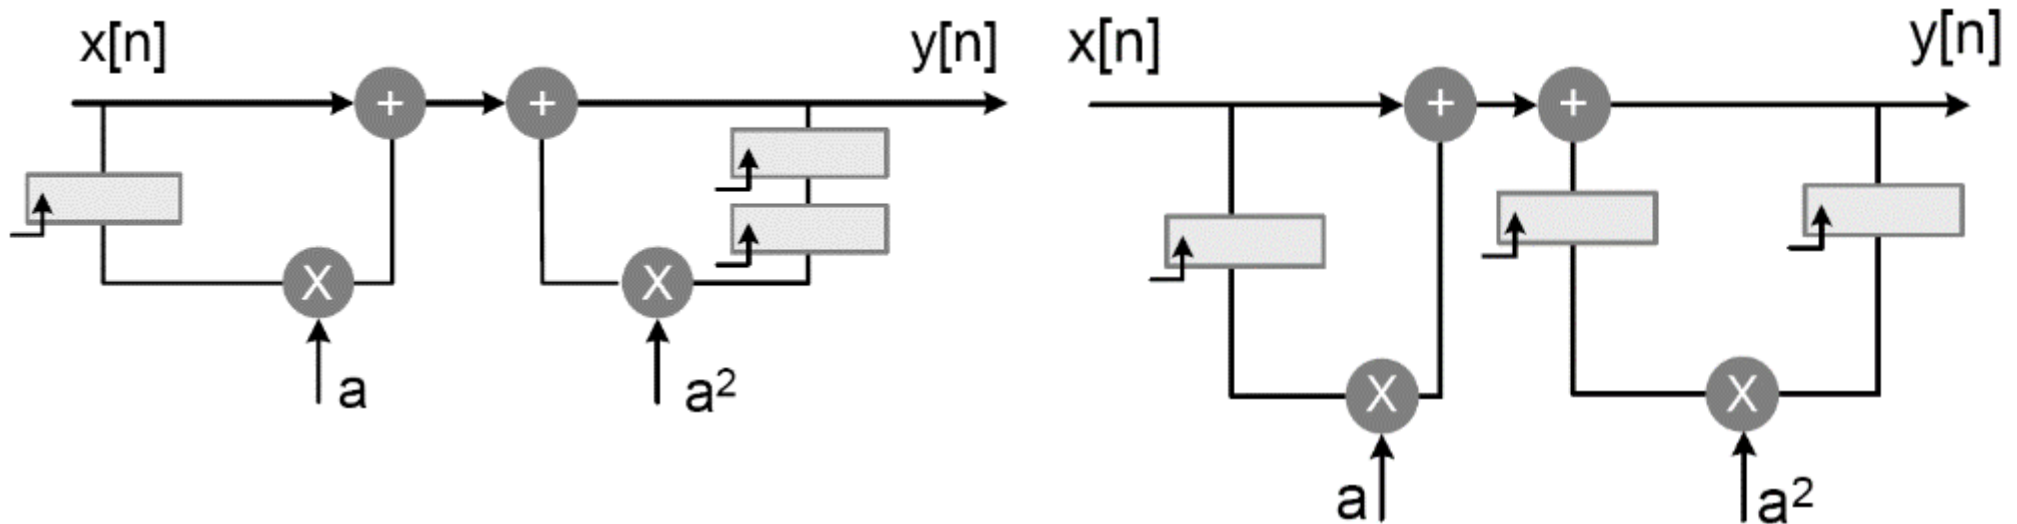 x[n] y[n] x[n] y[n]
+ + + +
X X X X
a a²
a a²